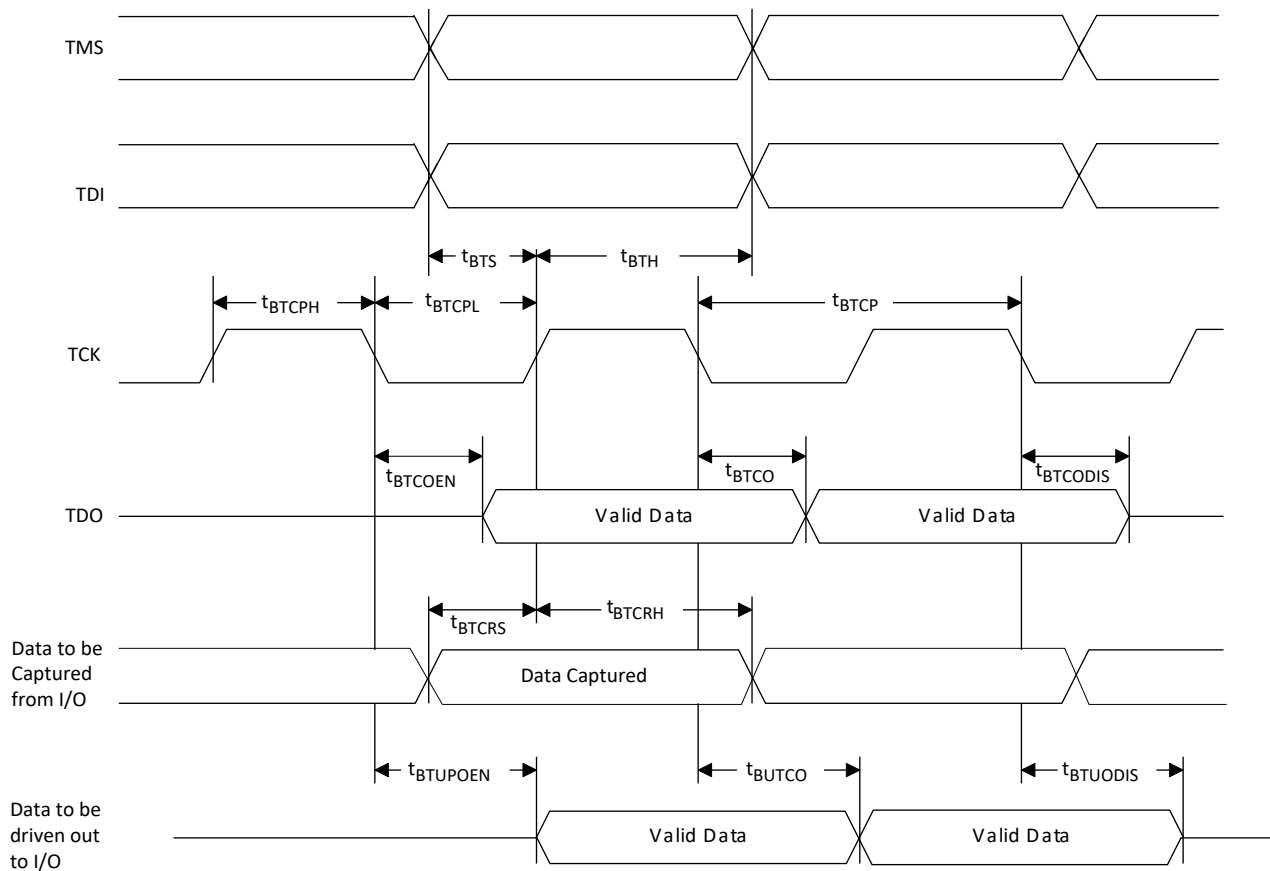 TMS
TDI
tBTS
tBTH
tBTCPH
tBTCPL
tBTCP
TCK
tBTCOEN
tBTCO
tBTCODIS
TDO
Valid Data
Valid Data
tBTCRS
tBTCRH
Data to be
Captured
from I/O
Data Captured
tBTUPOEN
tBUTCO
tBTUODIS
Data to be
driven out
to I/O
Valid Data
Valid Data